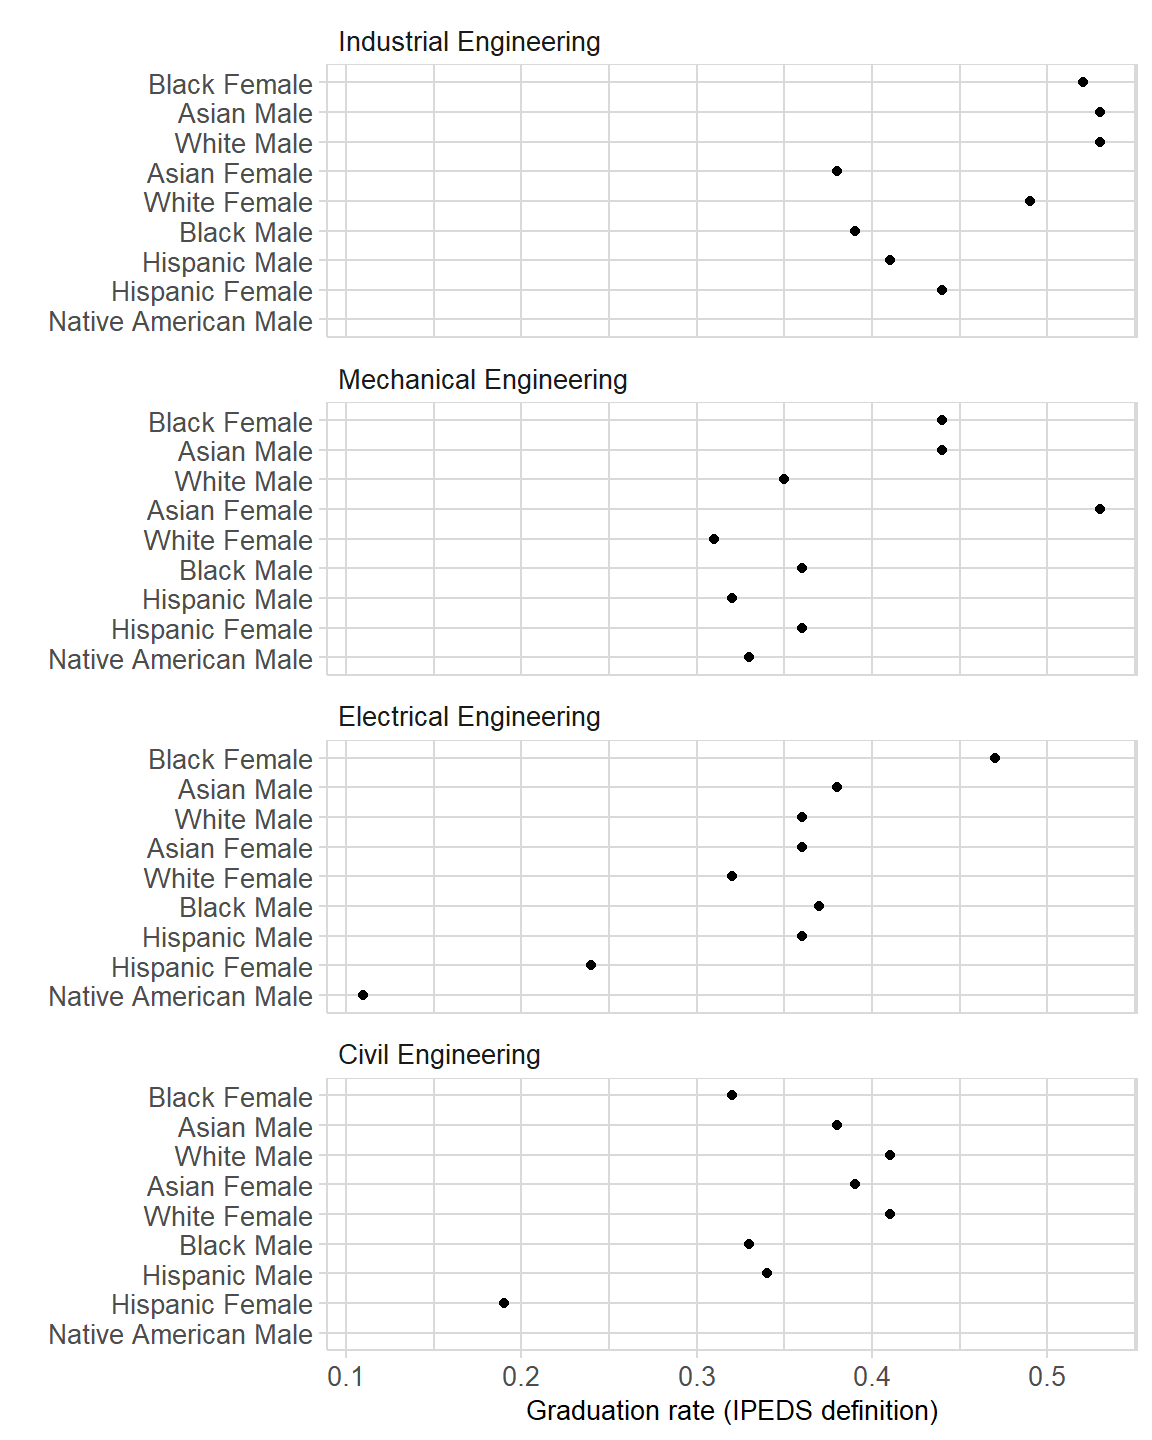 Industrial Engineering
Black Female
Asian Male
White Male
Asian Female
White Female
Black Male
Hispanic Male
Hispanic Female
Native American Male
Mechanical Engineering
Black Female
Asian Male
White Male
Asian Female
White Female
Black Male
Hispanic Male
Hispanic Female
Native American Male
Electrical Engineering
Black Female
Asian Male
White Male
Asian Female
White Female
Black Male
Hispanic Male
Hispanic Female
Native American Male
Civil Engineering
Black Female
Asian Male
White Male
Asian Female
White Female
Black Male
Hispanic Male
Hispanic Female
Native American Male
0.1 0.2 0.3 0.4 0.5
Graduation rate (IPEDS definition)